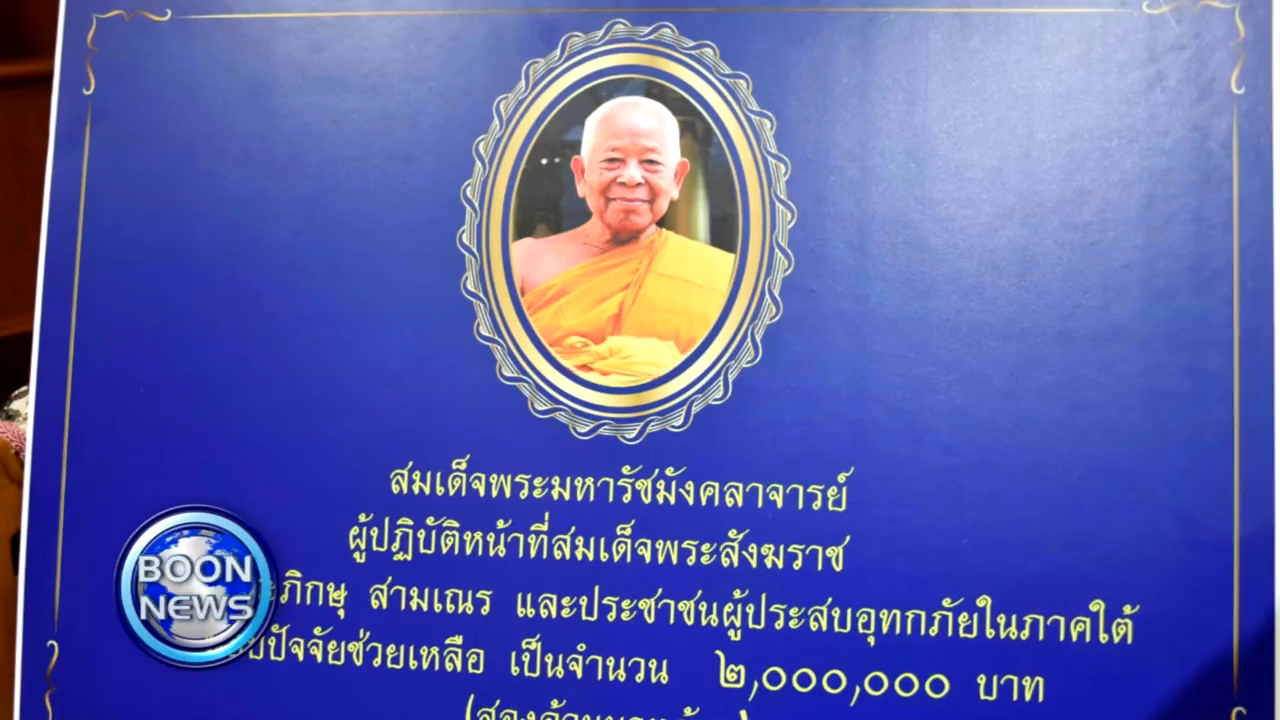 สมเด็จพระมหารัชมังคลาจารย์
ผู้ปฏิบัติหน้าที่สมเด็จพระสังฆราช
ภิกษุ สามเณร และประชาชนผู้ประสบอุทกภัยในภาคใต้
ปัจจัยช่วยเหลือ เป็นจำนวน ๒,๐๐๐,๐๐๐ บาท
BOON
NEWS